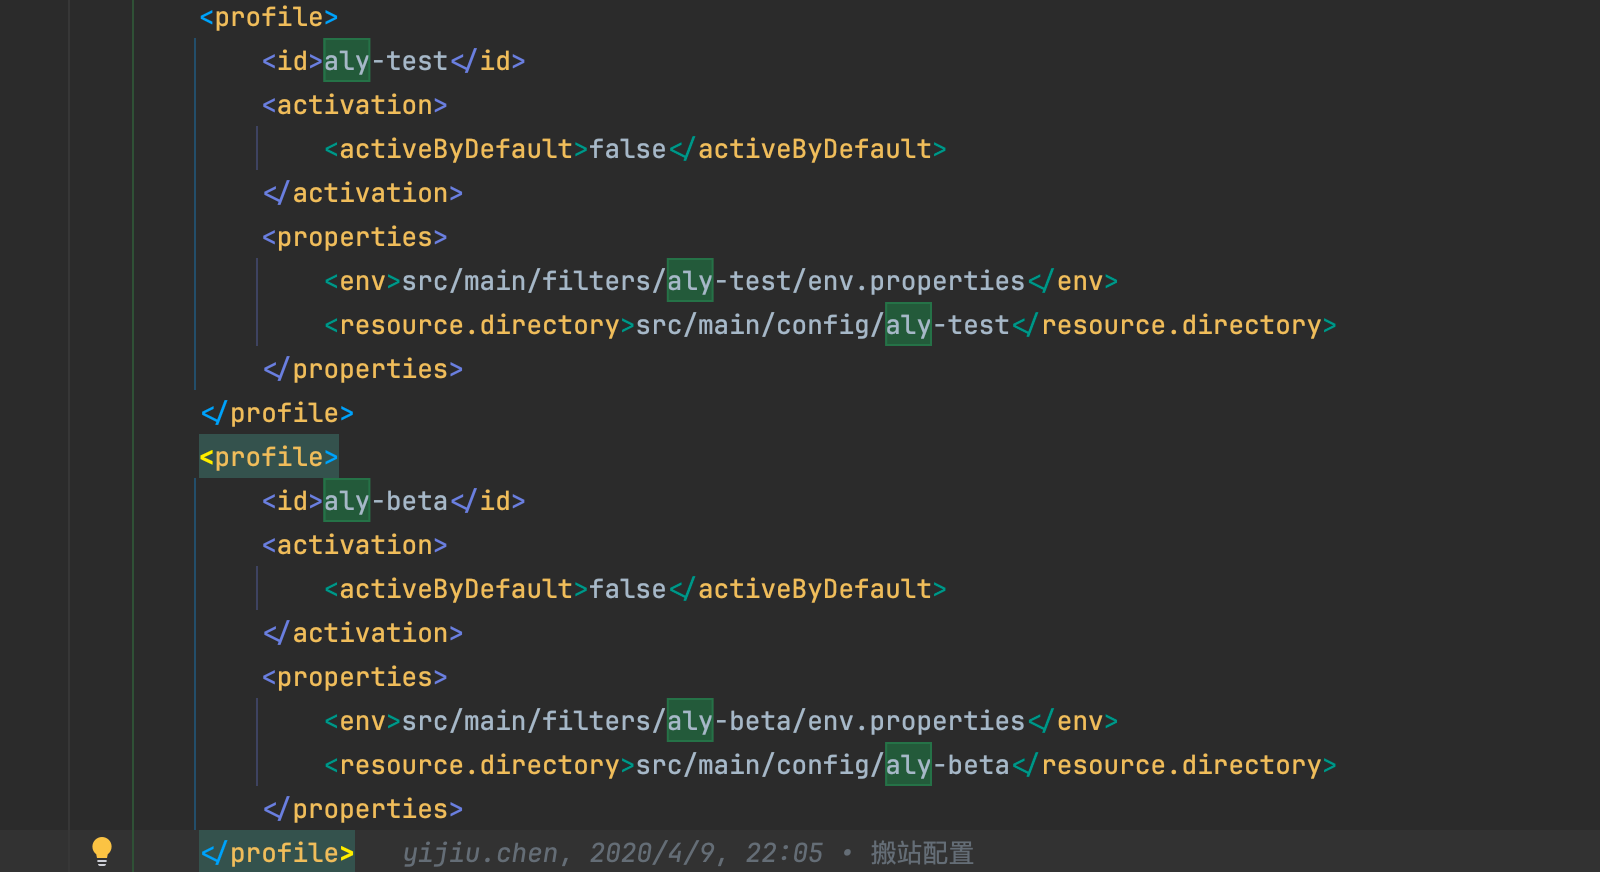 <profile>
<id>aly-test</id>
<activation>
<activeByDefault>false</activeByDefault>
</activation>
<properties>
<env>src/main/filters/aly-test/env.properties</env>
<resource.directory>src/main/config/aly-test</resource.directory>
</properties>
</profile>
<profile>
<id>aly-beta</id>
<activation>
<activeByDefault>false</activeByDefault>
</activation>
<properties>
<env>src/main/filters/aly-beta/env.properties</env>
<resource.directory>src/main/config/aly-beta</resource.directory>
</properties>
</profile> yijiu.chen, 2020/4/9, 22:05 • 搬站配置